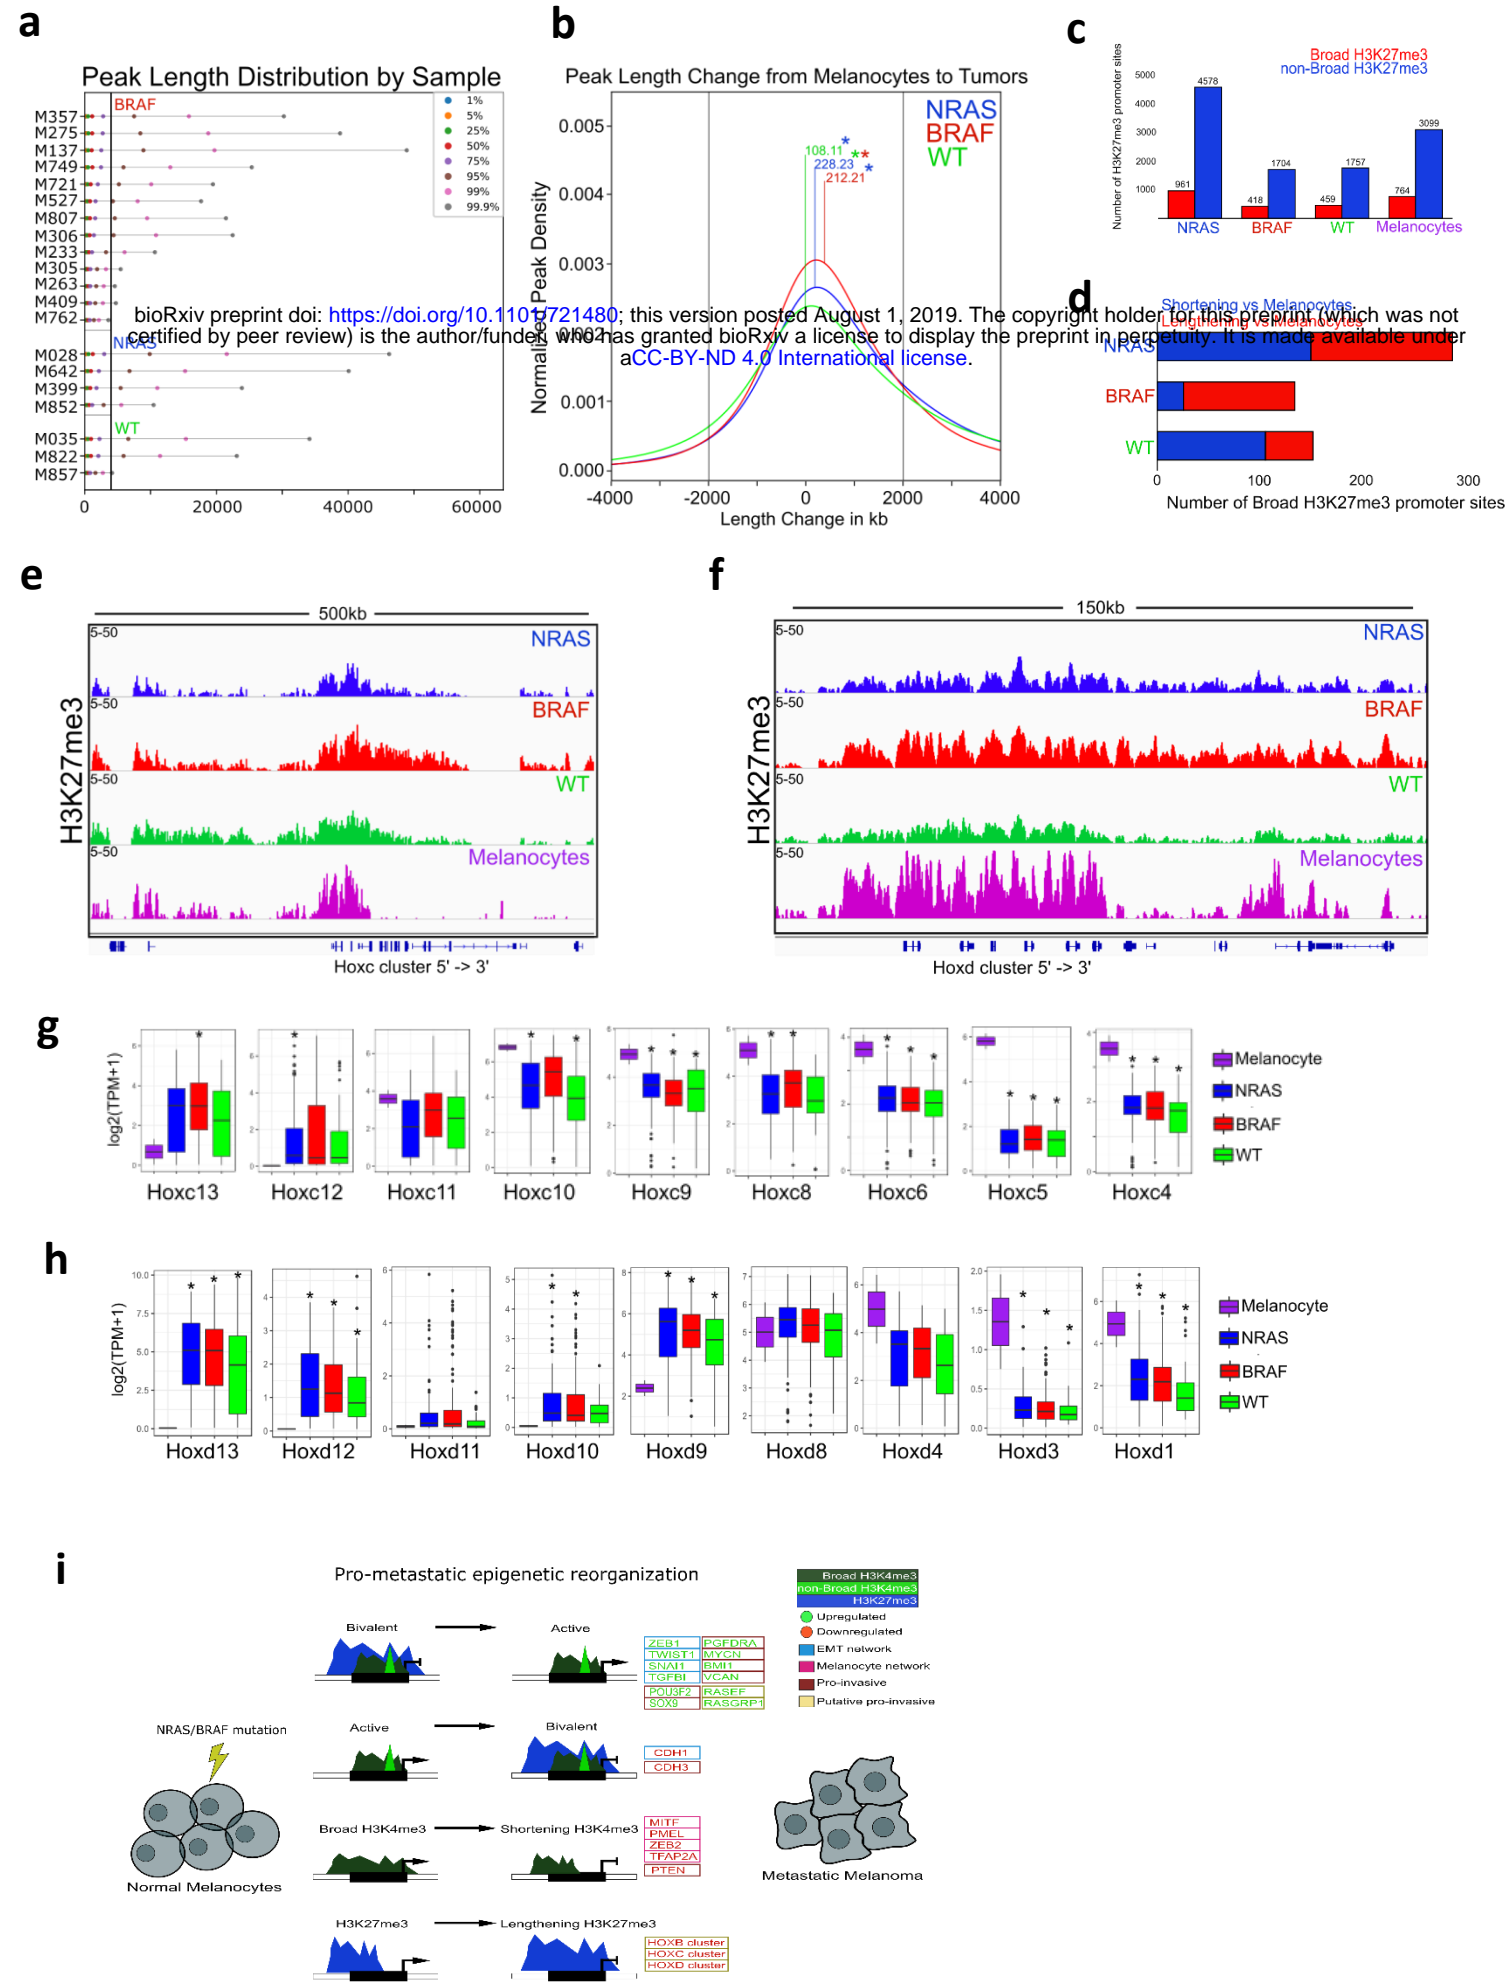 a
Peak Length Distribution by Sample
BRAF
1%
5%
25%
50%
75%
95%
99%
99.9%
M357
M275
M137
M749
M721
M527
M807
M306
M233
M305
M263
M409
M762
NRAS
M028
M642
M399
M852
WT
M035
M822
M857
0 20000 40000 60000
b
Peak Length Change from Melanocytes to Tumors
NRAS
BRAF
WT
108.11 *
228.23 **
212.21 *
Normalized Peak Density
0.005
0.004
0.003
0.002
0.001
0.000
-4000 -2000 0 2000 4000
Length Change in kb
c
Broad H3K27me3
non-Broad H3K27me3
Number of H3K27me3 promoter sites
5000
4000
3000
2000
1000
961 4578 418 1704 459 1757 764 3099
NRAS BRAF WT Melanocytes
d
Shortening vs Melanocytes
Lengthening vs Melanocytes
NRAS
BRAF
WT
0 100 200 300
Number of Broad H3K27me3 promoter sites
bioRxiv preprint doi: https://doi.org/10.1101/721480; this version posted August 1, 2019. The copyright holder for this preprint (which was not
certified by peer review) is the author/funder, who has granted bioRxiv a license to display the preprint in perpetuity. It is made available under
aCC-BY-ND 4.0 International license.
e
500kb
H3K27me3
5-50 NRAS
5-50 BRAF
5-50 WT
5-50 Melanocytes
Hoxc cluster 5' -> 3'
f
150kb
H3K27me3
5-50 NRAS
5-50 BRAF
5-50 WT
5-50 Melanocytes
Hoxd cluster 5' -> 3'
g
log2(TPM+1)
Hoxc13 Hoxc12 Hoxc11 Hoxc10 Hoxc9 Hoxc8 Hoxc6 Hoxc5 Hoxc4
Melanocyte
NRAS
BRAF
WT
h
log2(TPM+1)
10.0
7.5
5.0
2.5
0.0
2.0
1.5
1.0
0.5
0.0
Hoxd13 Hoxd12 Hoxd11 Hoxd10 Hoxd9 Hoxd8 Hoxd4 Hoxd3 Hoxd1
Melanocyte
NRAS
BRAF
WT
i
Pro-metastatic epigenetic reorganization
Broad H3K4me3
non-Broad H3K4me3
H3K27me3
Upregulated
Downregulated
EMT network
Melanocyte network
Pro-invasive
Putative pro-invasive
Bivalent Active
ZEB1 PGFDRA
TWIST1 MYCN
SNAI1 BMI1
TGFBI VCAN
POU3F2 RASEF
SOX9 RASGRP1
NRAS/BRAF mutation
Active Bivalent
CDH1
CDH3
Broad H3K4me3 Shortening H3K4me3
MITF
PMEL
ZEB2
TFAP2A
PTEN
Normal Melanocytes
Metastatic Melanoma
H3K27me3 Lengthening H3K27me3
HOXB cluster
HOXC cluster
HOXD cluster